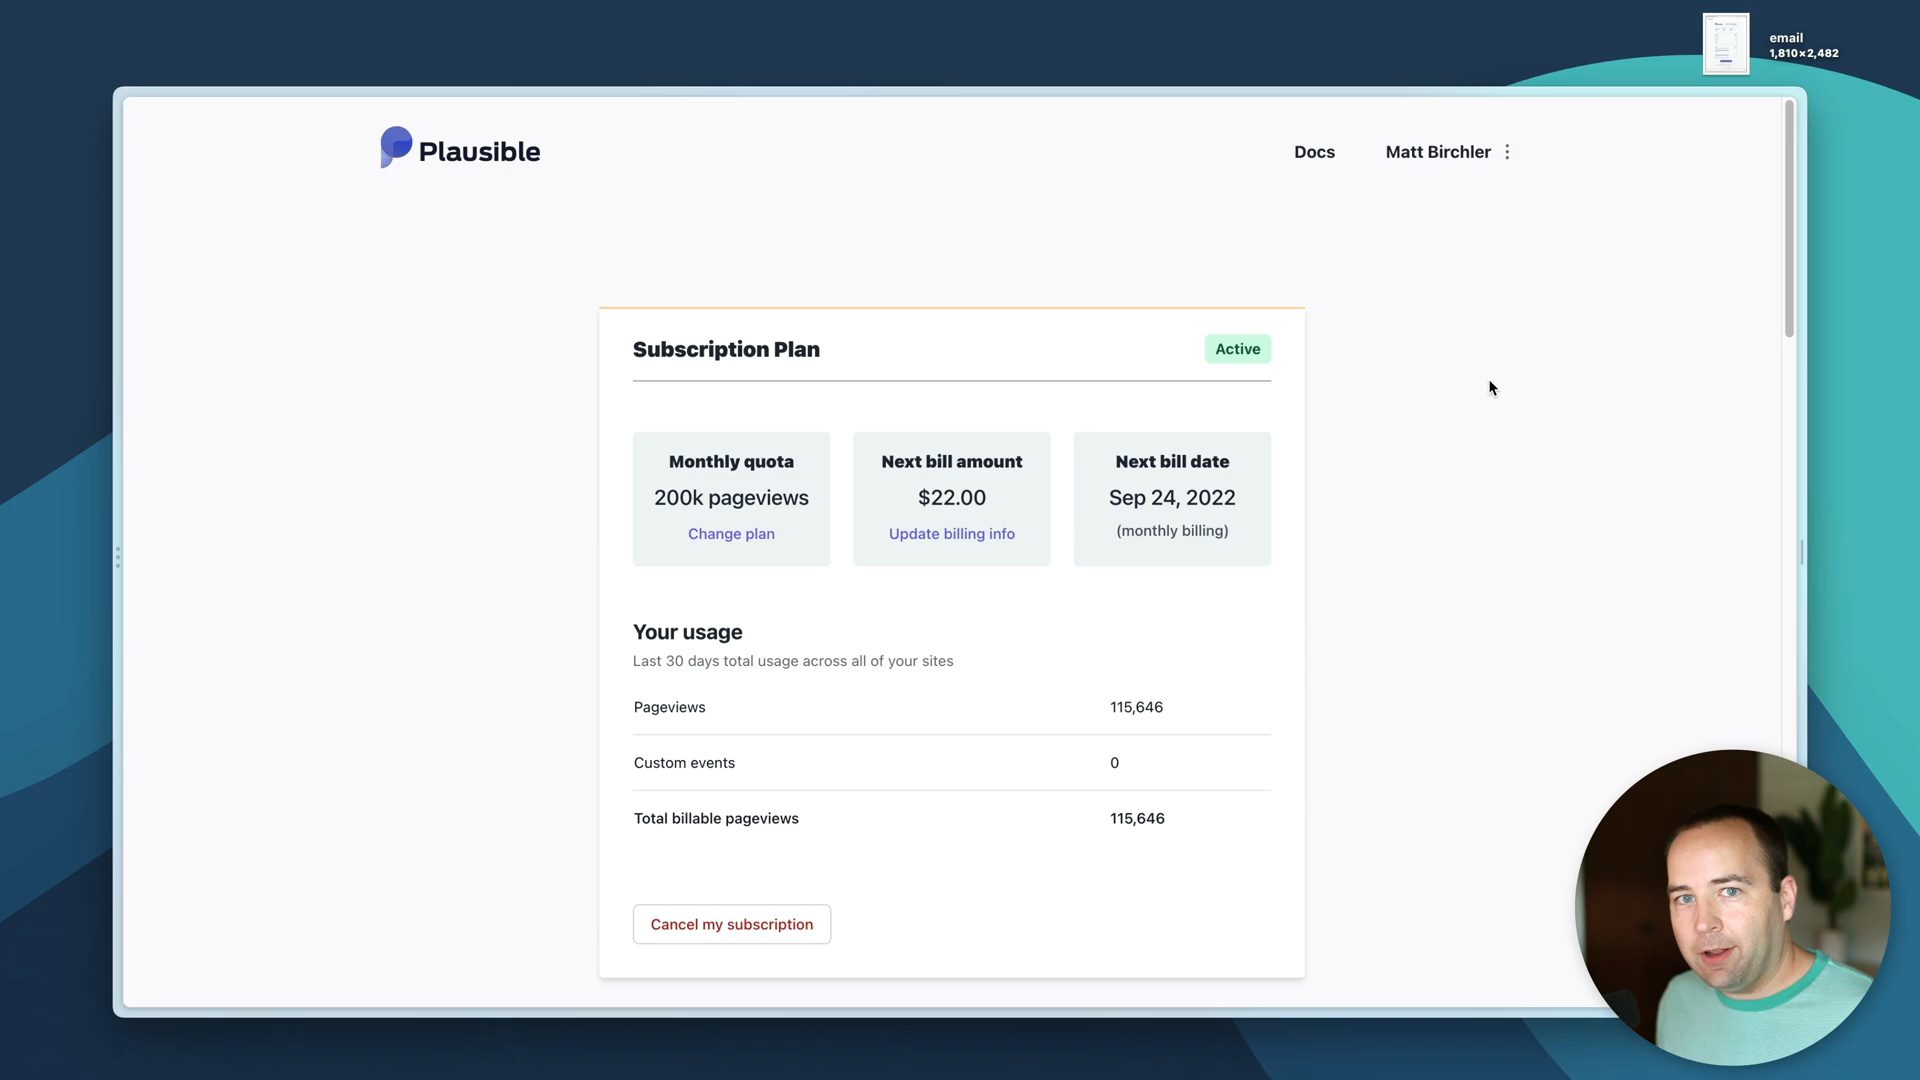 email
1,810×2,482
Plausible
Docs
Matt Birchler
Subscription Plan
Active
Monthly quota
200k pageviews
Change plan
Next bill amount
$22.00
Update billing info
Next bill date
Sep 24, 2022
(monthly billing)
Your usage
Last 30 days total usage across all of your sites
Pageviews 115,646
Custom events 0
Total billable pageviews 115,646
Cancel my subscription